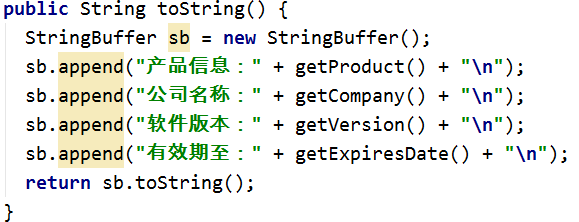 public String toString() {
StringBuffer sb = new StringBuffer();
sb.append("产品信息：" + getProduct() + "\n");
sb.append("公司名称：" + getCompany() + "\n");
sb.append("软件版本：" + getVersion() + "\n");
sb.append("有效期至：" + getExpiresDate() + "\n");
return sb.toString();
}